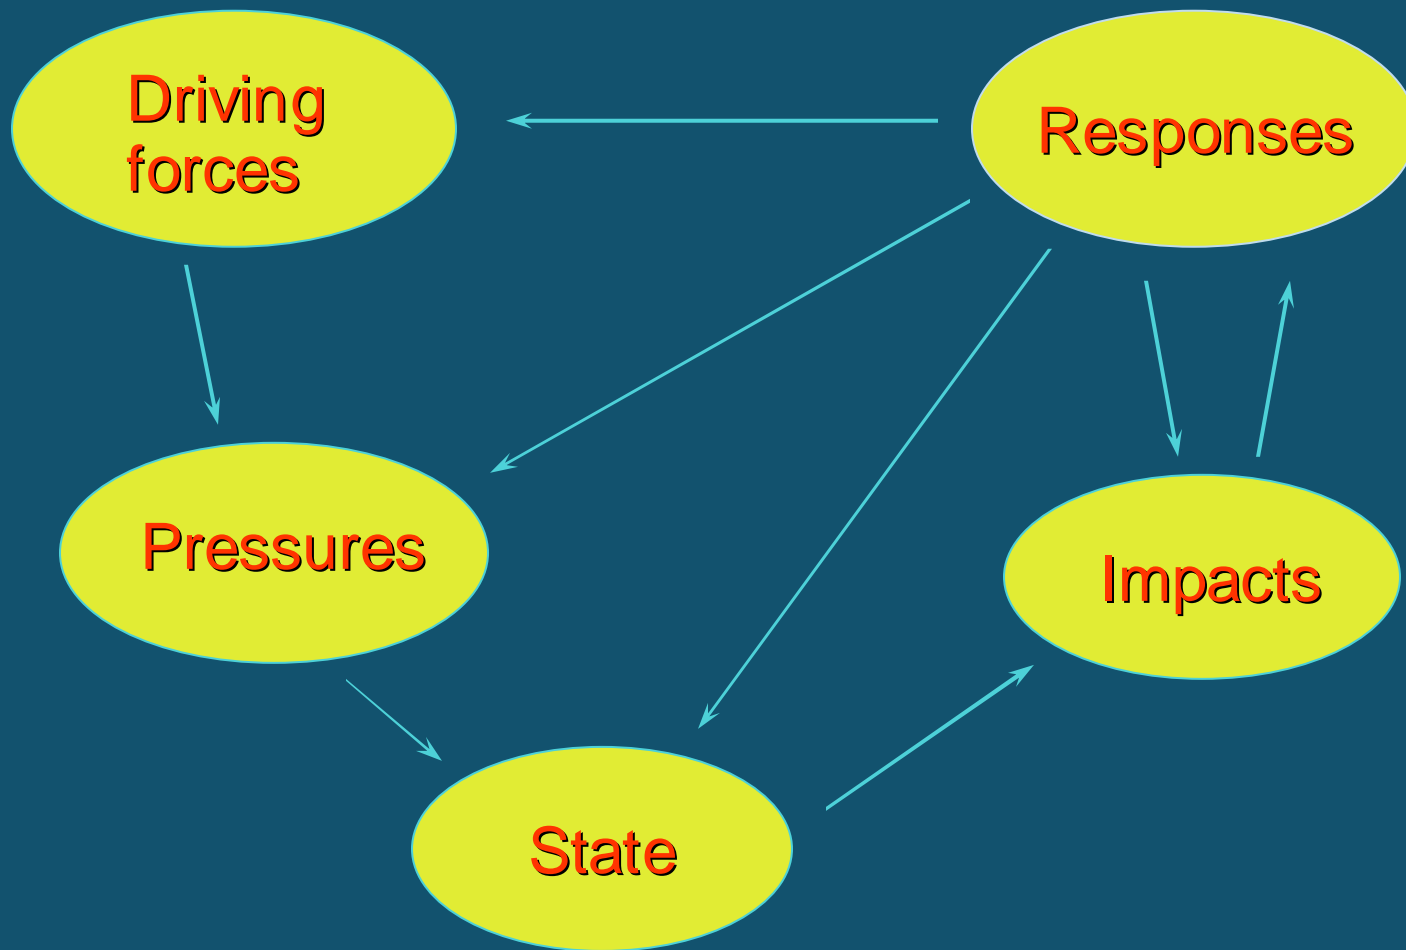 Driving
forces
Responses
Pressures
Impacts
State